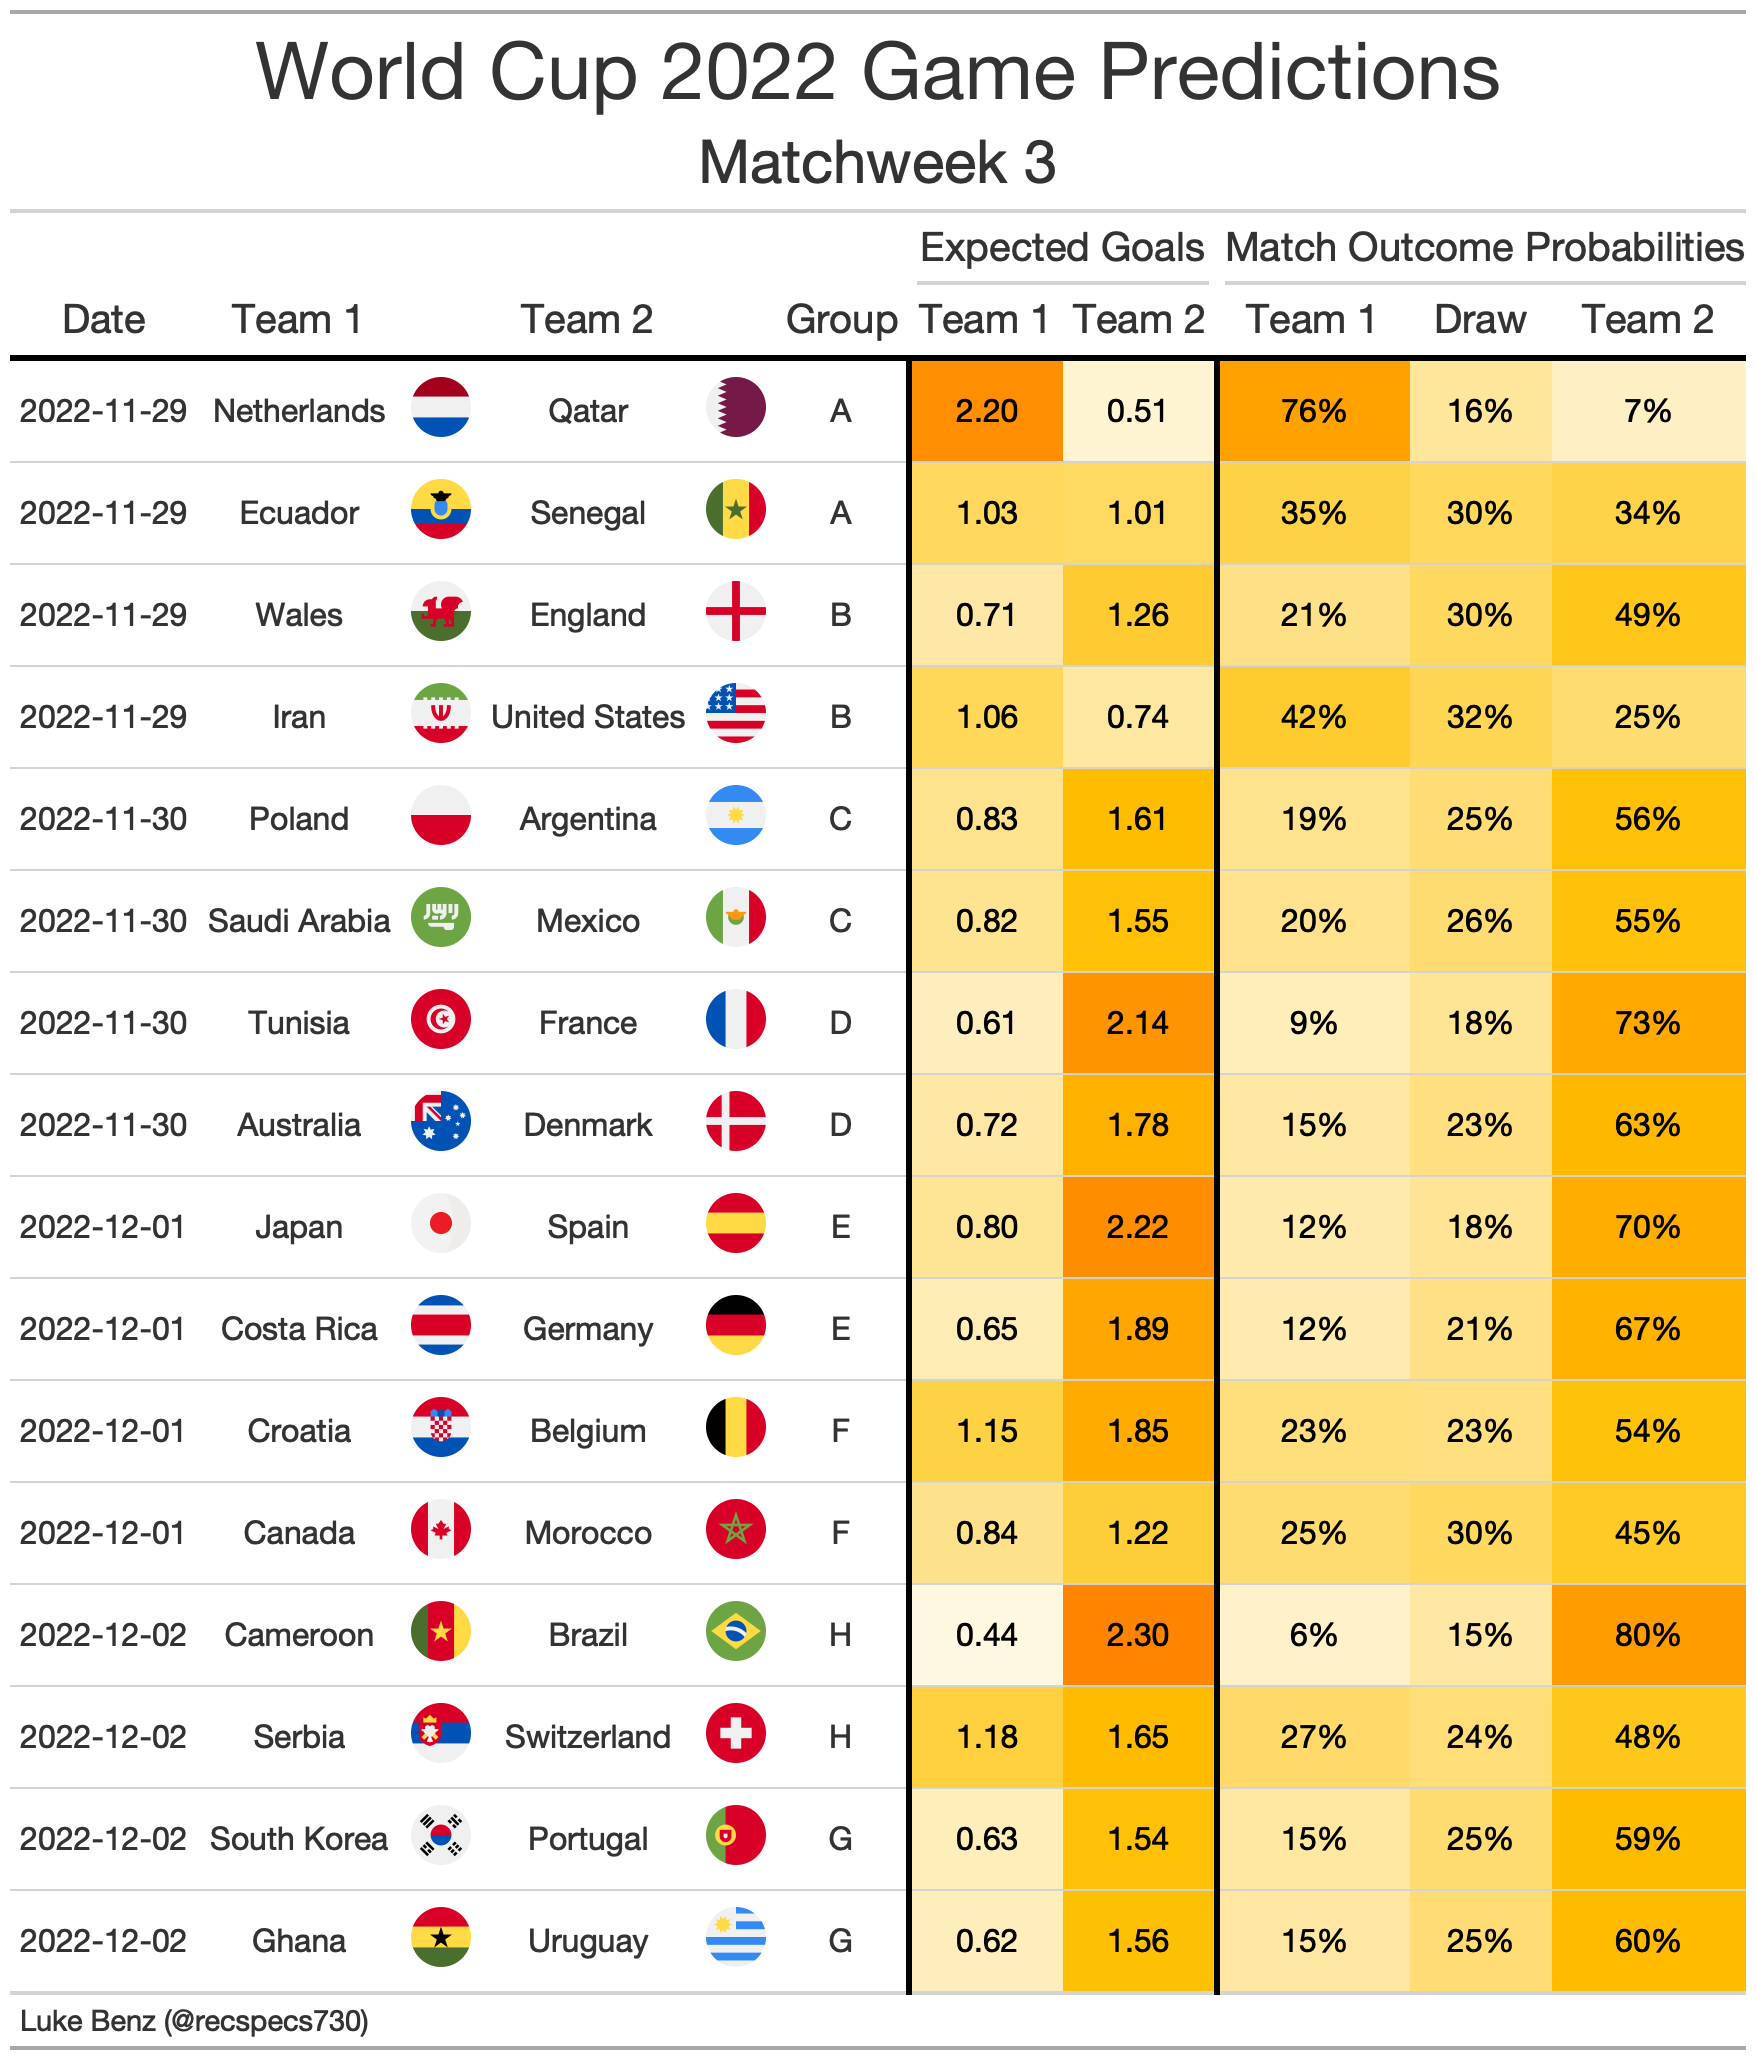 World Cup 2022 Game Predictions
Matchweek 3
Expected Goals Match Outcome Probabilities
Date Team 1 Team 2 Group Team 1 Team 2 Team 1 Draw Team 2
2022-11-29 Netherlands Qatar A 2.20 0.51 76% 16% 7%
2022-11-29 Ecuador Senegal A 1.03 1.01 35% 30% 34%
2022-11-29 Wales England B 0.71 1.26 21% 30% 49%
2022-11-29 Iran United States B 1.06 0.74 42% 32% 25%
2022-11-30 Poland Argentina C 0.83 1.61 19% 25% 56%
2022-11-30 Saudi Arabia Mexico C 0.82 1.55 20% 26% 55%
2022-11-30 Tunisia France D 0.61 2.14 9% 18% 73%
2022-11-30 Australia Denmark D 0.72 1.78 15% 23% 63%
2022-12-01 Japan Spain E 0.80 2.22 12% 18% 70%
2022-12-01 Costa Rica Germany E 0.65 1.89 12% 21% 67%
2022-12-01 Croatia Belgium F 1.15 1.85 23% 23% 54%
2022-12-01 Canada Morocco F 0.84 1.22 25% 30% 45%
2022-12-02 Cameroon Brazil H 0.44 2.30 6% 15% 80%
2022-12-02 Serbia Switzerland H 1.18 1.65 27% 24% 48%
2022-12-02 South Korea Portugal G 0.63 1.54 15% 25% 59%
2022-12-02 Ghana Uruguay G 0.62 1.56 15% 25% 60%
Luke Benz (@recspecs730)